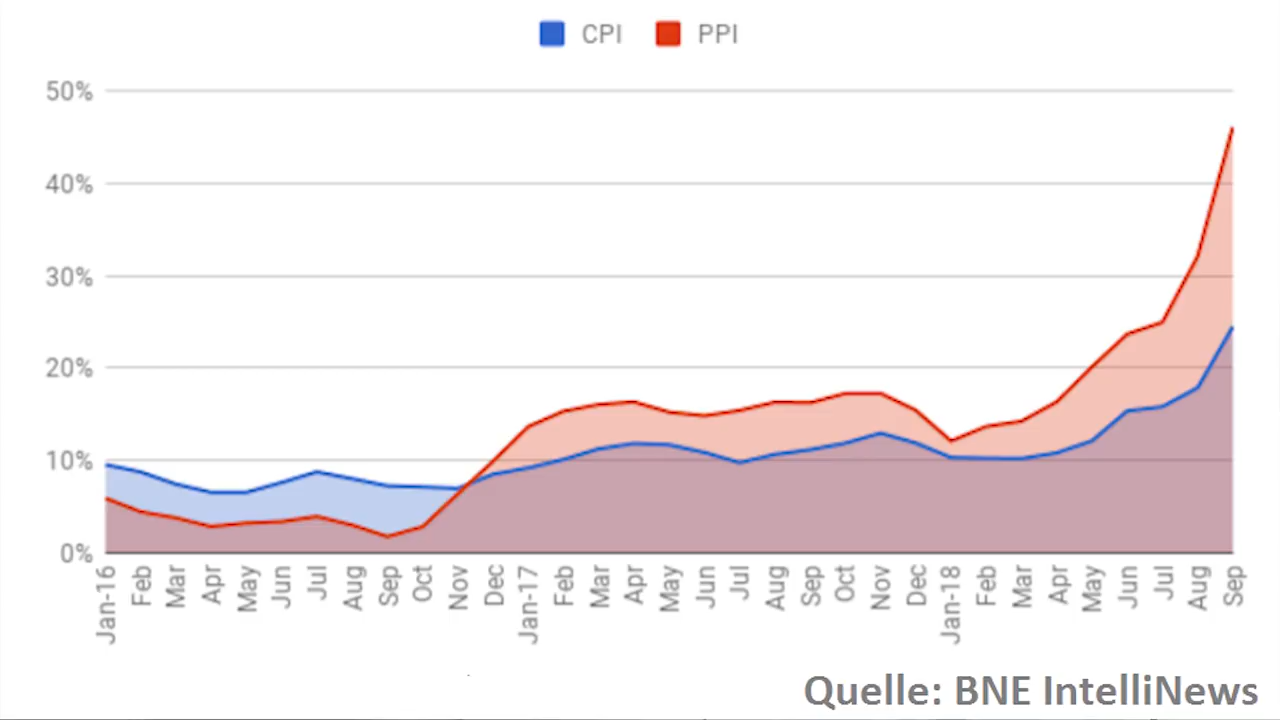 CPI PPI
50%
40%
30%
20%
10%
0%
Jan-16 Feb Mar Apr May Jun Jul Aug Sep Oct Nov Dec Jan-17 Feb Mar Apr May Jun Jul Aug Sep Oct Nov Dec Jan-18 Feb Mar Apr May Jun Jul Aug Sep
Quelle: BNE IntelliNews